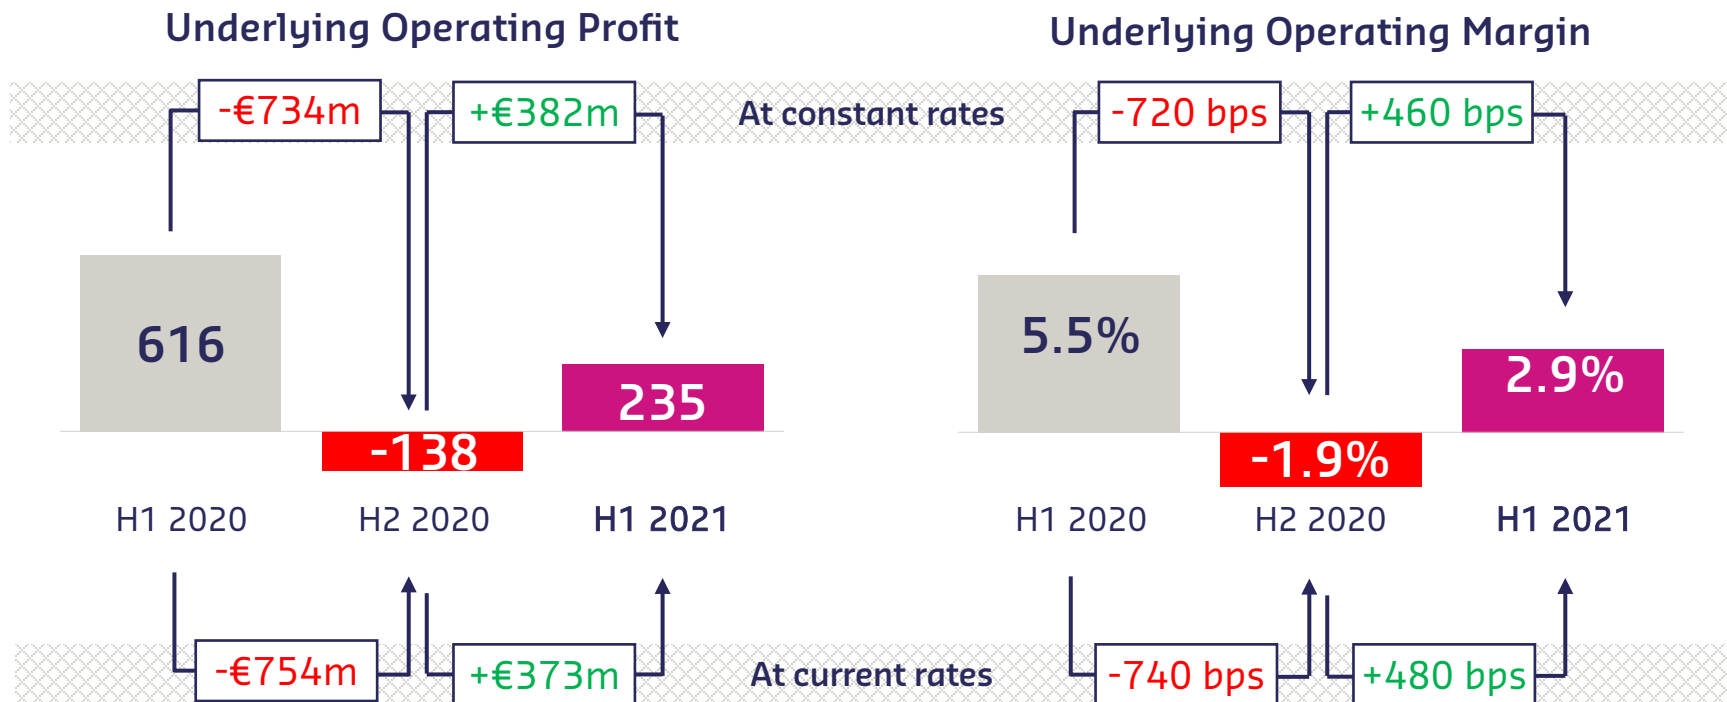 Underlying Operating Profit
-€734m
+€382m
616
-138
235
H1 2020
H2 2020
H1 2021
-€754m
+€373m
At constant rates
At current rates
Underlying Operating Margin
-720 bps
+460 bps
5.5%
-1.9%
2.9%
H1 2020
H2 2020
H1 2021
-740 bps
+480 bps